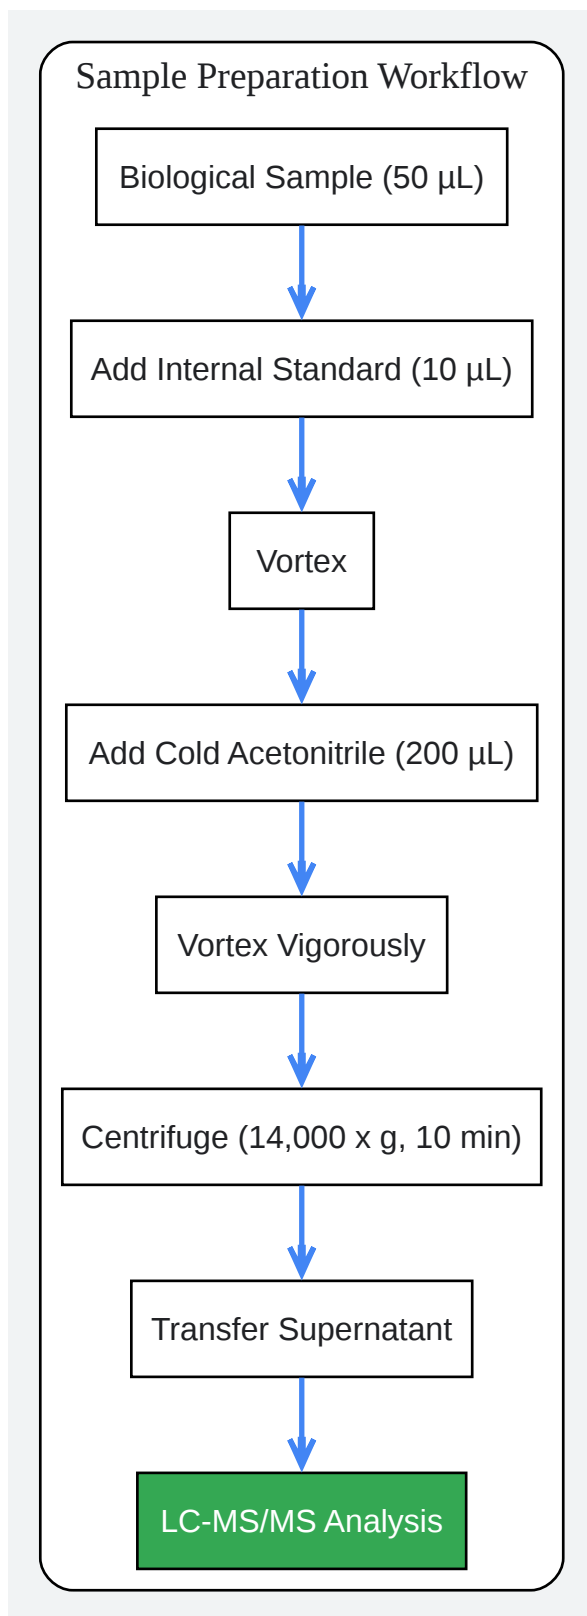 Sample Preparation Workflow
Biological Sample (50 µL)
Add Internal Standard (10 µL)
Vortex
Add Cold Acetonitrile (200 µL)
Vortex Vigorously
Centrifuge (14,000 x g, 10 min)
Transfer Supernatant
LC-MS/MS Analysis